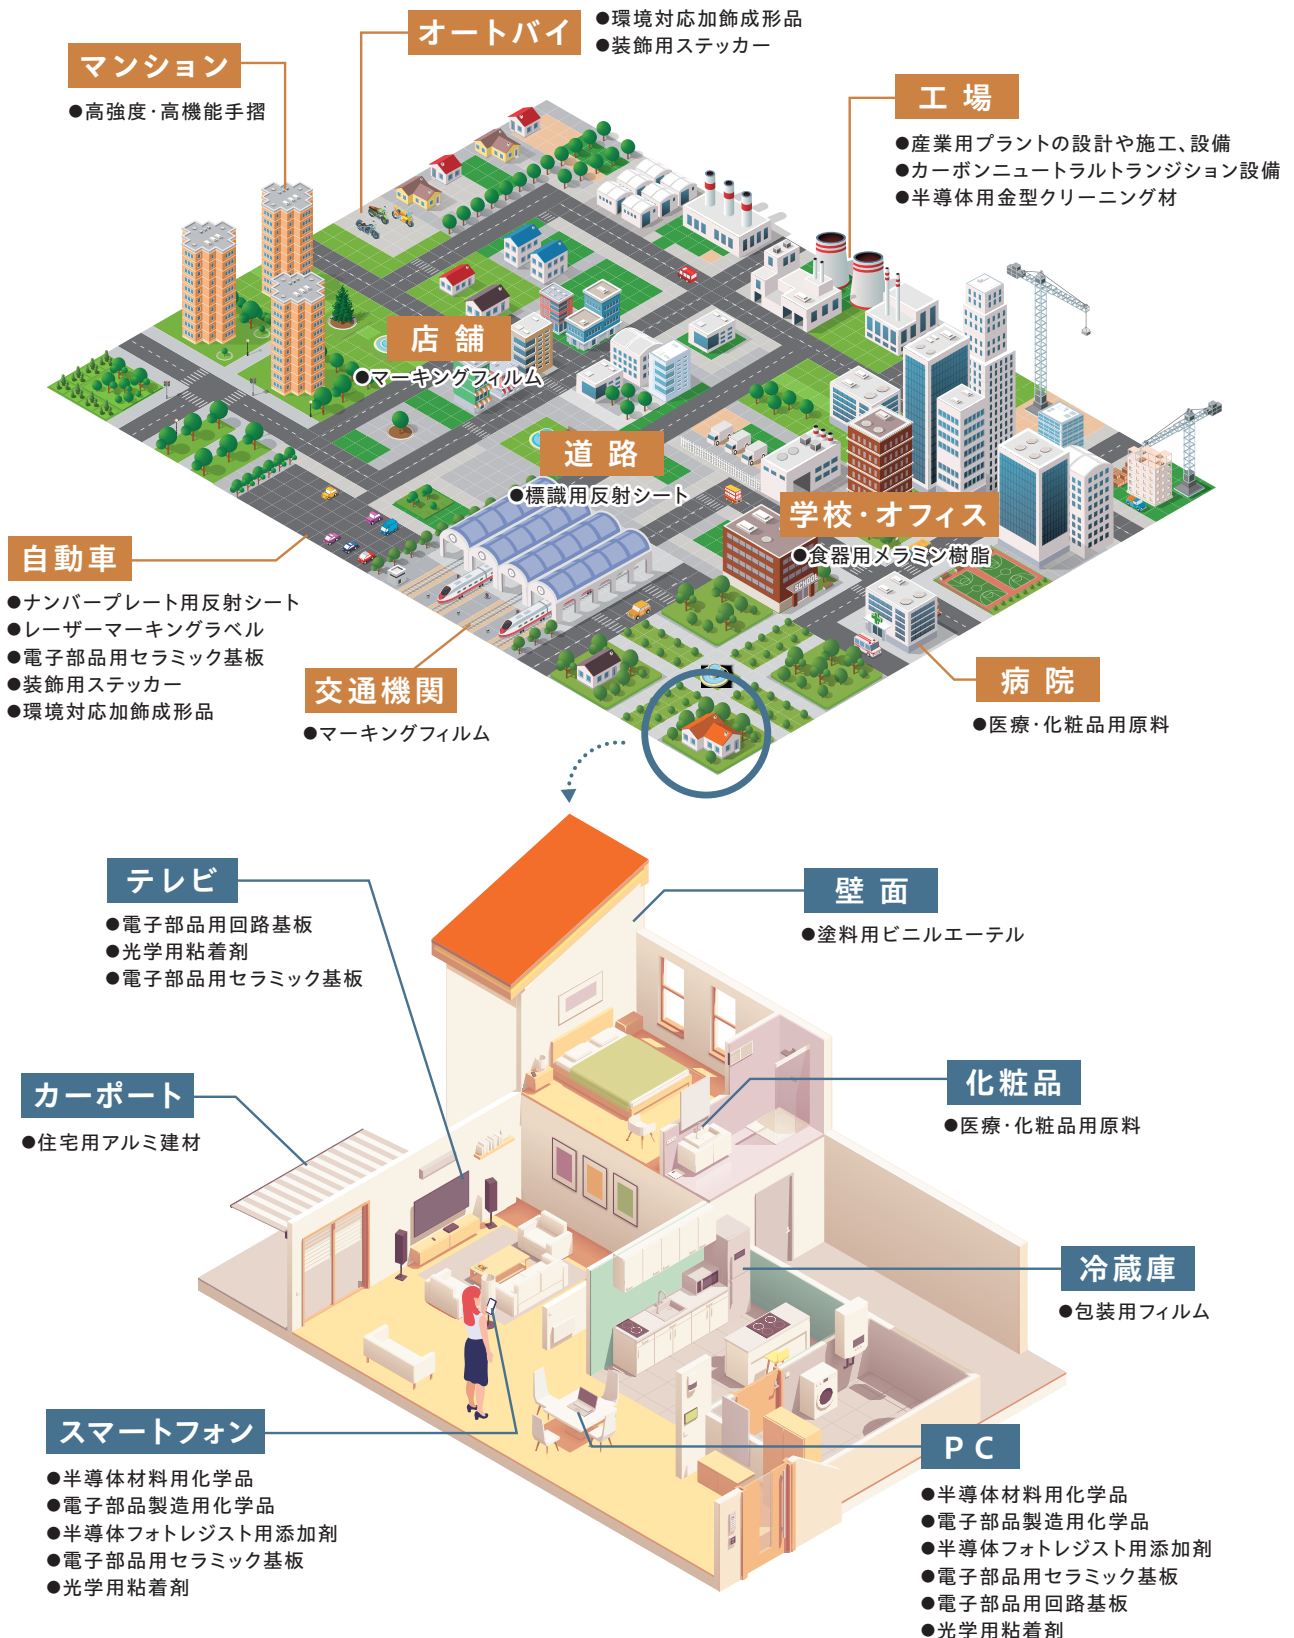 オートバイ
●環境対応加飾成形品
●装飾用ステッカー
マンション
●高強度・高機能手摺
工場
●産業用プラントの設計や施工、設備
●カーボンニュートラルトランジション設備
●半導体用金型クリーニング材
店舗
●マーキングフィルム
道路
●標識用反射シート
学校・オフィス
●食器用メラミン樹脂
SCHOOL
自動車
●ナンバープレート用反射シート
●レーザーマーキングラベル
●電子部品用セラミック基板
●装飾用ステッカー
●環境対応加飾成形品
交通機関
●マーキングフィルム
病院
●医療・化粧品用原料
テレビ
●電子部品用回路基板
●光学用粘着剤
●電子部品用セラミック基板
壁面
●塗料用ビニルエーテル
カーポート
●住宅用アルミ建材
化粧品
●医療・化粧品用原料
冷蔵庫
●包装用フィルム
スマートフォン
●半導体材料用化学品
●電子部品製造用化学品
●半導体フォトレジスト用添加剤
●電子部品用セラミック基板
●光学用粘着剤
PC
●半導体材料用化学品
●電子部品製造用化学品
●半導体フォトレジスト用添加剤
●電子部品用セラミック基板
●電子部品用回路基板
●光学用粘着剤